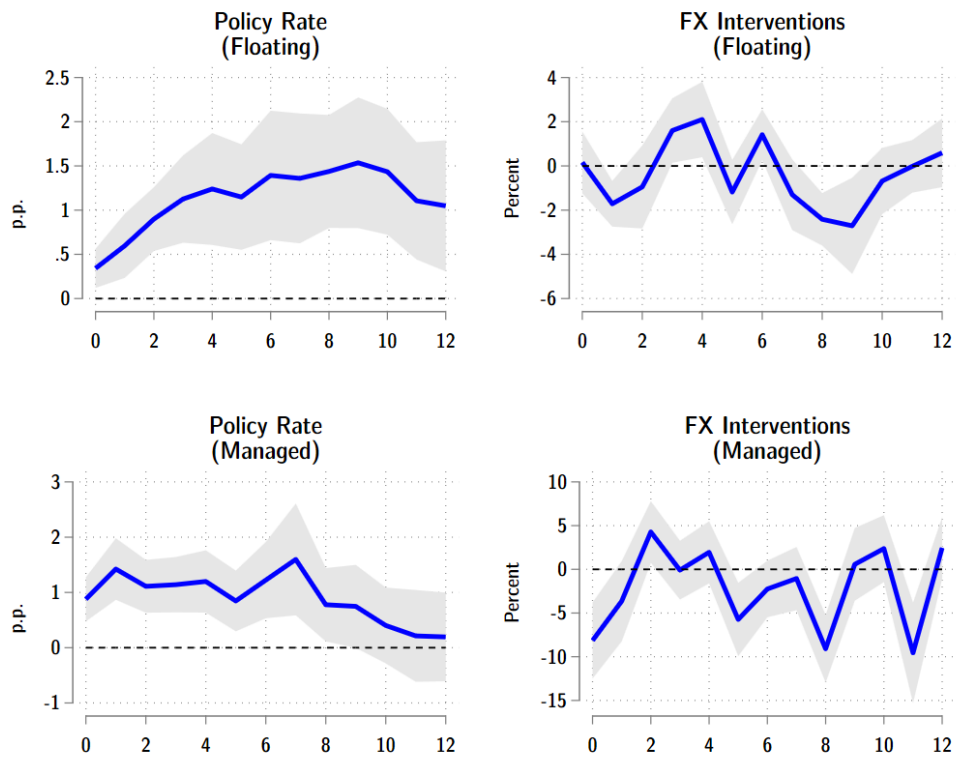 Policy Rate
(Floating)
p.p.
2.5
2
1.5
1
.5
0
0 2 4 6 8 10 12
FX Interventions
(Floating)
Percent
4
2
0
-2
-4
-6
0 2 4 6 8 10 12
Policy Rate
(Managed)
p.p.
3
2
1
0
-1
0 2 4 6 8 10 12
FX Interventions
(Managed)
Percent
10
5
0
-5
-10
-15
0 2 4 6 8 10 12